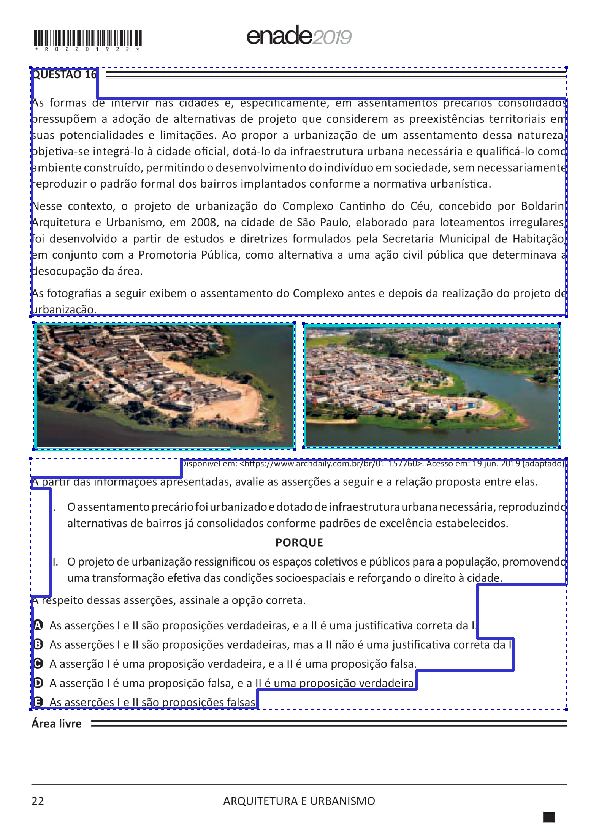 *R0220192 2*
enade2019
QUESTÃO 16
As formas de intervir nas cidades e, especificamente, em assentamentos precários consolidados
pressupõem a adoção de alternativas de projeto que considerem as preexistências territoriais em
suas potencialidades e limitações. Ao propor a urbanização de um assentamento dessa natureza,
objetiva-se integrá-lo à cidade oficial, dotá-lo da infraestrutura urbana necessária e qualificá-lo como
ambiente construído, permitindo o desenvolvimento do indivíduo em sociedade, sem necessariamente
reproduzir o padrão formal dos bairros implantados conforme a normativa urbanística.
Nesse contexto, o projeto de urbanização do Complexo Cantinho do Céu, concebido por Boldarini
Arquitetura e Urbanismo, em 2008, na cidade de São Paulo, elaborado para loteamentos irregulares,
foi desenvolvido a partir de estudos e diretrizes formulados pela Secretaria Municipal de Habitação,
em conjunto com a Promotoria Pública, como alternativa a uma ação civil pública que determinava a
desocupação da área.
As fotografias a seguir exibem o assentamento do Complexo antes e depois da realização do projeto de
urbanização.
Disponível em: <https://www.archdaily.com.br/br/01-157760>. Acesso em: 19 jun. 2019 (adaptado).
A partir das informações apresentadas, avalie as asserções a seguir e a relação proposta entre elas.
I. O assentamento precário foi urbanizado e dotado de infraestrutura urbana necessária, reproduzindo
alternativas de bairros já consolidados conforme padrões de excelência estabelecidos.
PORQUE
II. O projeto de urbanização ressignificou os espaços coletivos e públicos para a população, promovendo
uma transformação efetiva das condições socioespaciais e reforçando o direito à cidade.
A respeito dessas asserções, assinale a opção correta.
A As asserções I e II são proposições verdadeiras, e a II é uma justificativa correta da I.
B As asserções I e II são proposições verdadeiras, mas a II não é uma justificativa correta da I.
C A asserção I é uma proposição verdadeira, e a II é uma proposição falsa.
D A asserção I é uma proposição falsa, e a II é uma proposição verdadeira.
E As asserções I e II são proposições falsas.
Área livre
22
ARQUITETURA E URBANISMO